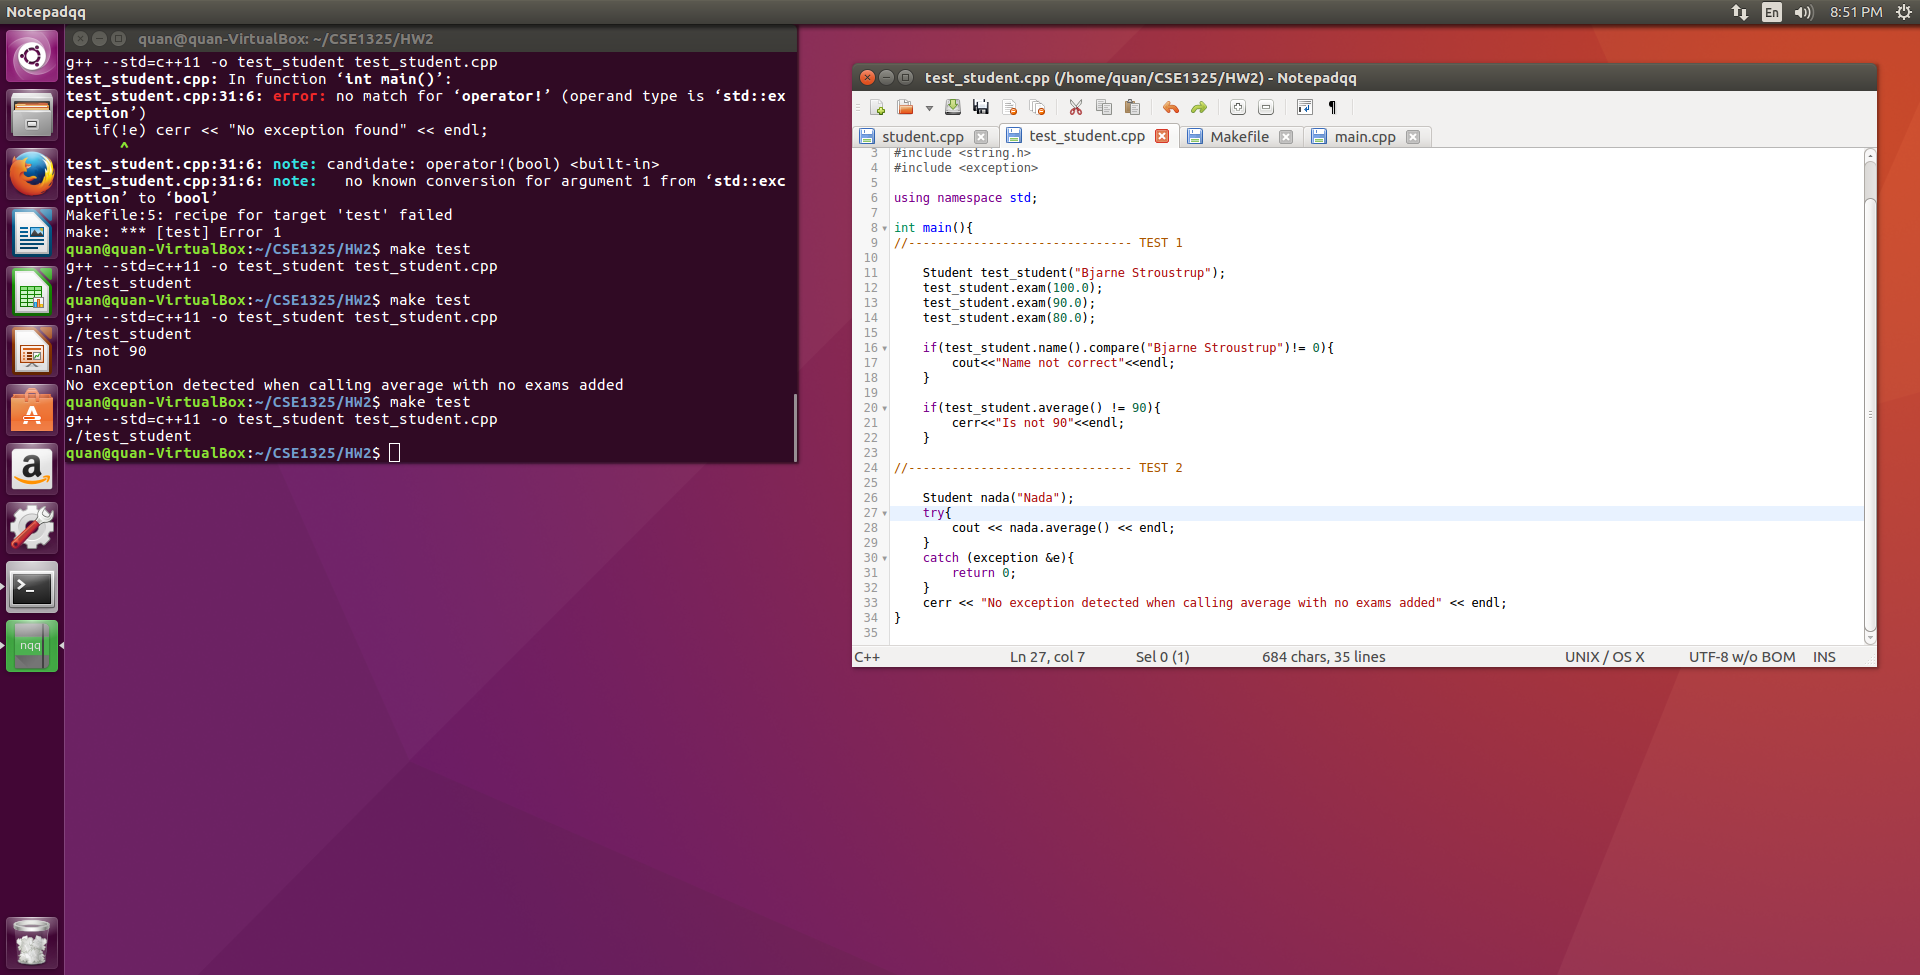 Notepadqq
En
8:51 PM
quan@quan-VirtualBox: ~/CSE1325/HW2
g++ --std=c++11 -o test_student test_student.cpp
test_student.cpp: In function ‘int main()’:
test_student.cpp:31:6: error: no match for ‘operator!’ (operand type is ‘std::ex
ception’)
if(!e) cerr << "No exception found" << endl;
^
test_student.cpp:31:6: note: candidate: operator!(bool) <built-in>
test_student.cpp:31:6: note:   no known conversion for argument 1 from ‘std::exc
eption’ to ‘bool’
Makefile:5: recipe for target 'test' failed
make: *** [test] Error 1
quan@quan-VirtualBox:~/CSE1325/HW2$ make test
g++ --std=c++11 -o test_student test_student.cpp
./test_student
quan@quan-VirtualBox:~/CSE1325/HW2$ make test
g++ --std=c++11 -o test_student test_student.cpp
./test_student
Is not 90
-nan
No exception detected when calling average with no exams added
quan@quan-VirtualBox:~/CSE1325/HW2$ make test
g++ --std=c++11 -o test_student test_student.cpp
./test_student
quan@quan-VirtualBox:~/CSE1325/HW2$
a
>_
nqq
test_student.cpp (/home/quan/CSE1325/HW2) - Notepadqq
student.cpp test_student.cpp Makefile main.cpp
3 #include <string.h>
4 #include <exception>
5
6 using namespace std;
7
8 int main(){
9 //------------------------------- TEST 1
10
11 Student test_student("Bjarne Stroustrup");
12 test_student.exam(100.0);
13 test_student.exam(90.0);
14 test_student.exam(80.0);
15
16 if(test_student.name().compare("Bjarne Stroustrup")!= 0){
17 cout<<"Name not correct"<<endl;
18 }
19
20 if(test_student.average() != 90){
21 cerr<<"Is not 90"<<endl;
22 }
23
24 //------------------------------- TEST 2
25
26 Student nada("Nada");
27 try{
28 cout << nada.average() << endl;
29 }
30 catch (exception &e){
31 return 0;
32 }
33 cerr << "No exception detected when calling average with no exams added" << endl;
34 }
35
C++ Ln 27, col 7 Sel 0 (1) 684 chars, 35 lines UNIX / OS X UTF-8 w/o BOM INS